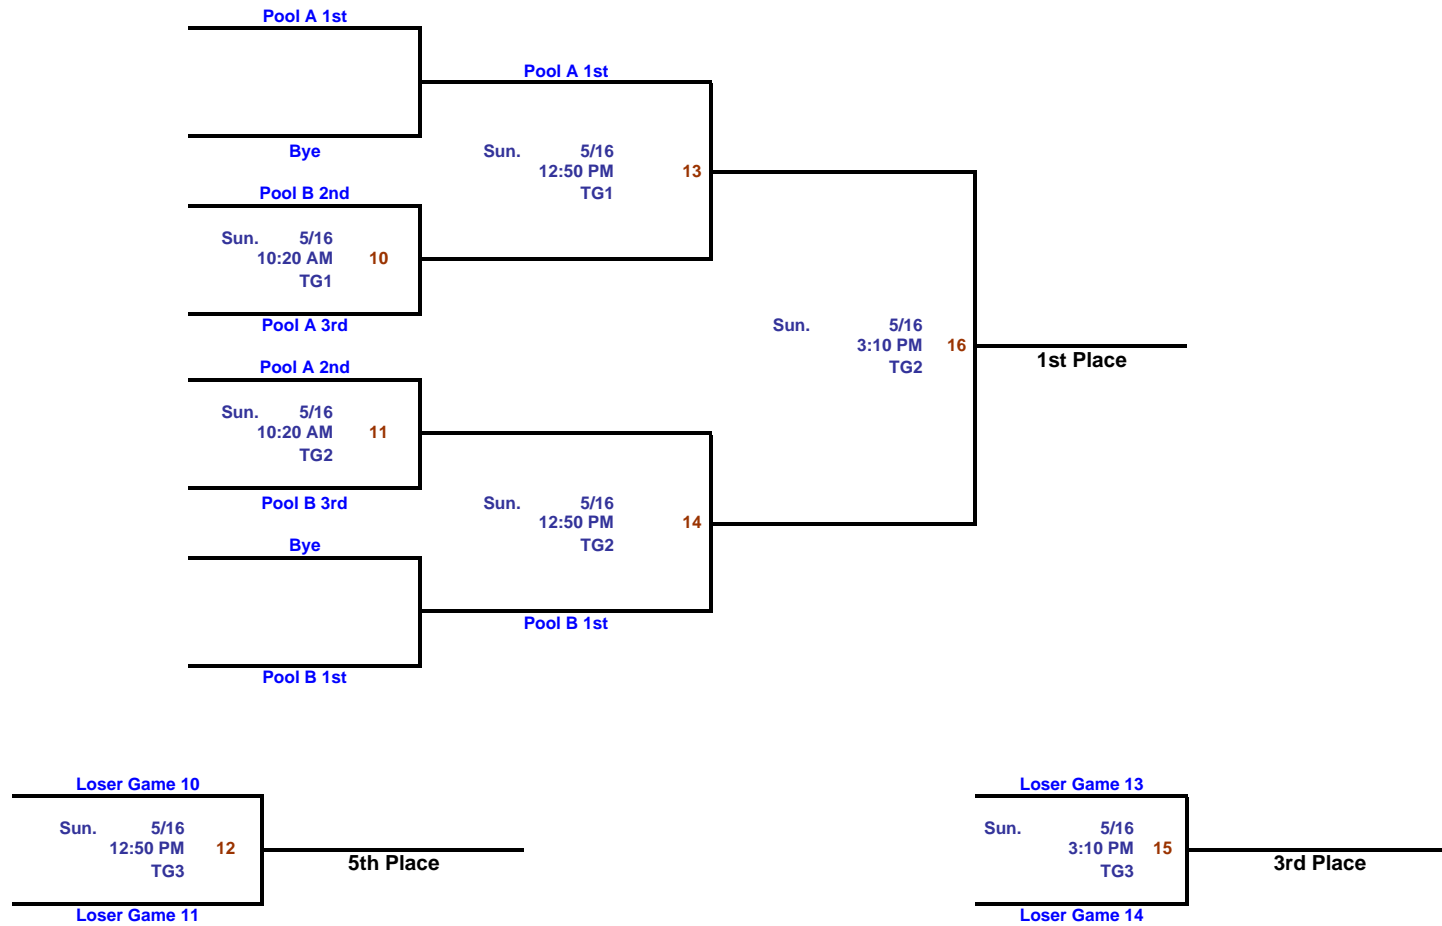 Pool A 1st
Pool A 1st
Bye
Sun. 5/16
12:50 PM 13
TG1
Pool B 2nd
Sun. 5/16
10:20 AM 10
TG1
Pool A 3rd
Sun. 5/16
3:10 PM 16
TG2
1st Place
Pool A 2nd
Sun. 5/16
10:20 AM 11
TG2
Pool B 3rd
Sun. 5/16
12:50 PM 14
TG2
Bye
Pool B 1st
Pool B 1st
Loser Game 10
Sun. 5/16
12:50 PM 12
TG3
5th Place
Loser Game 11
Loser Game 13
Sun. 5/16
3:10 PM 15
TG3
3rd Place
Loser Game 14